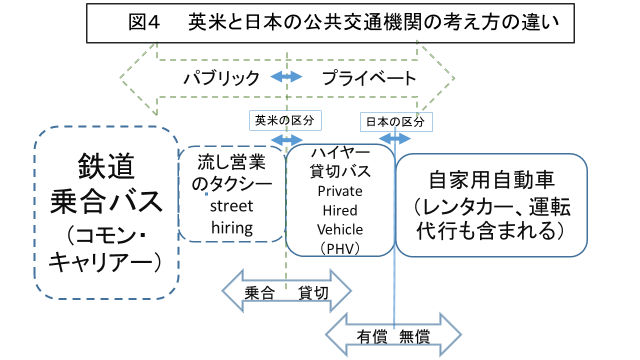 図4 英米と日本の公共交通機関の考え方の違い
パブリック プライベート
英米の区分
日本の区分
鉄道
乗合バス
（コモン・
キャリアー）
流し営業
のタクシー
street
hiring
ハイヤー
貸切バス
Private
Hired
Vehicle
（PHV）
自家用自動車
（レンタカー、運転
代行も含まれる）
乗合 貸切
有償 無償